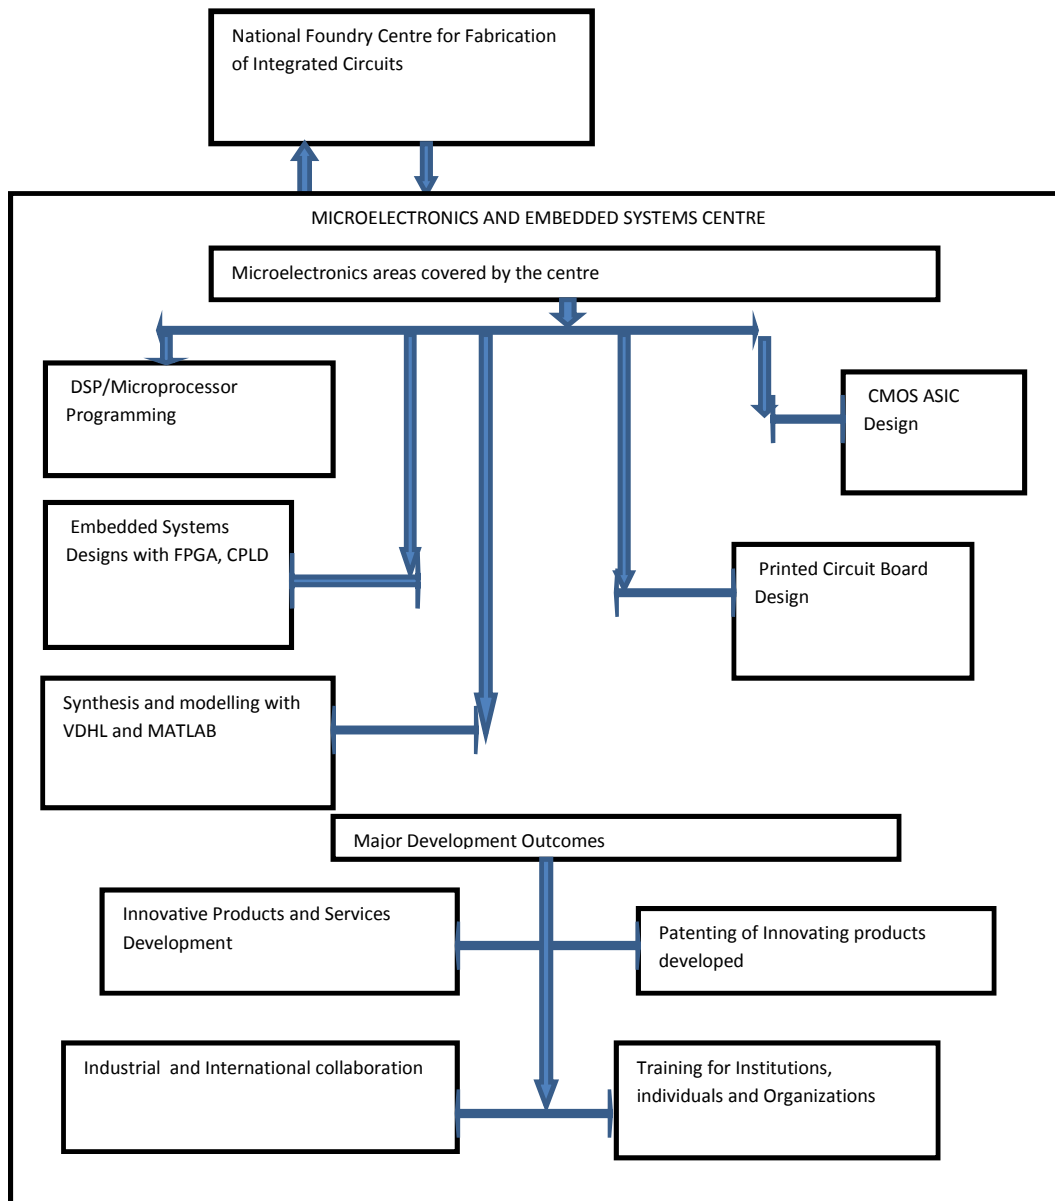 National Foundry Centre for Fabrication
of Integrated Circuits
MICROELECTRONICS AND EMBEDDED SYSTEMS CENTRE
Microelectronics areas covered by the centre
DSP/Microprocessor
Programming
CMOS ASIC
Design
Embedded Systems
Designs with FPGA, CPLD
Printed Circuit Board
Design
Synthesis and modelling with
VDHL and MATLAB
Major Development Outcomes
Innovative Products and Services
Development
Patenting of Innovating products
developed
Industrial and International collaboration
Training for Institutions,
individuals and Organizations